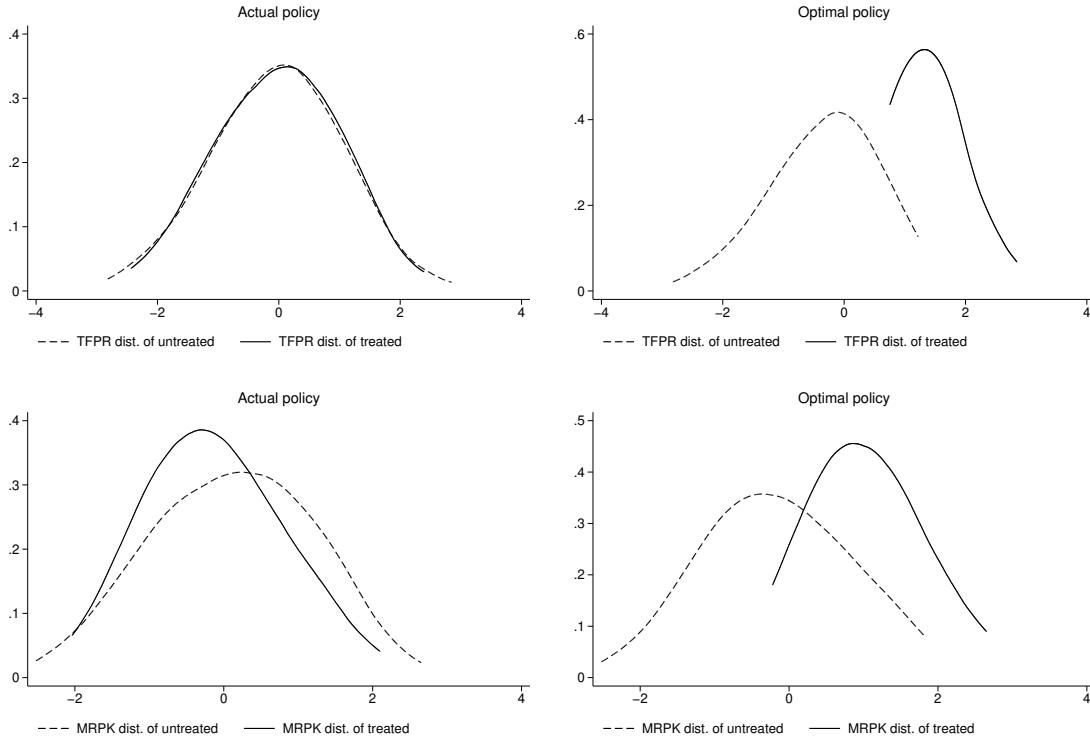 Actual policy
.4
.3
.2
.1
0
−4 −2 0 2 4
TFPR dist. of untreated TFPR dist. of treated
Optimal policy
.6
.4
.2
0
−4 −2 0 2 4
TFPR dist. of untreated TFPR dist. of treated
Actual policy
.4
.3
.2
.1
0
−2 0 2 4
MRPK dist. of untreated MRPK dist. of treated
Optimal policy
.5
.4
.3
.2
.1
0
−2 0 2 4
MRPK dist. of untreated MRPK dist. of treated